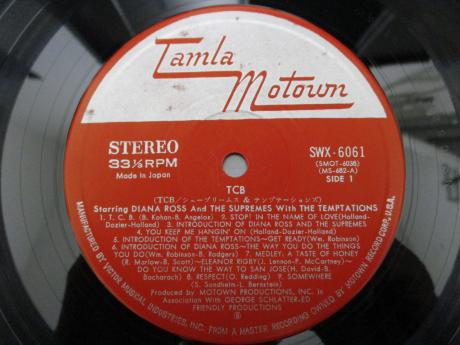 Tamla
Motown
STEREO
33⅓ RPM
Made in Japan
SWX-6061
(SMOT-6038)
(MS-682-A)
SIDE 1
TCB
(TCB/シュープリームス & テンプテーションズ)
Starring DIANA ROSS And THE SUPREMES With THE TEMPTATIONS
1. T. C. B. (B. Kohan-B. Angelos) 2. STOP! IN THE NAME OF LOVE(Holland-
Dozier-Holland) 3. INTRODUCTION OF DIANA ROSS AND THE SUPREMES
4. YOU KEEP ME HANGIN' ON (Holland-Dozier-Holland)
5. INTRODUCTION OF THE TEMPTATIONS~GET READY(Wm. Robinson)
6. INTRODUCTION OF DIANA ROSS~THE WAY YOU DO THE THINGS
YOU DO(Wm. Robinson-B. Rodgers) 7. MEDLEY: A TASTE OF HONEY
(R. Marlow-B. Scott)~ELEANOR RIGBY(J. Lennon-P. McCartney)~
DO YOU KNOW THE WAY TO SAN JOSE(H. David-B.
Bacharach) 8. RESPECT(O. Redding) 9. SOMEWHERE
(S. Sondheim-L. Bernstein)
Produced by MOTOWN PRODUCTIONS, INC. in
Association With GEORGE SCHLATTER-ED
FRIENDLY PRODUCTIONS
MANUFACTURED BY VICTOR MUSICAL INDUSTRIES, INC. FROM A MASTER RECORDING OWNED BY MOTOWN RECORD CORP., U.S.A.